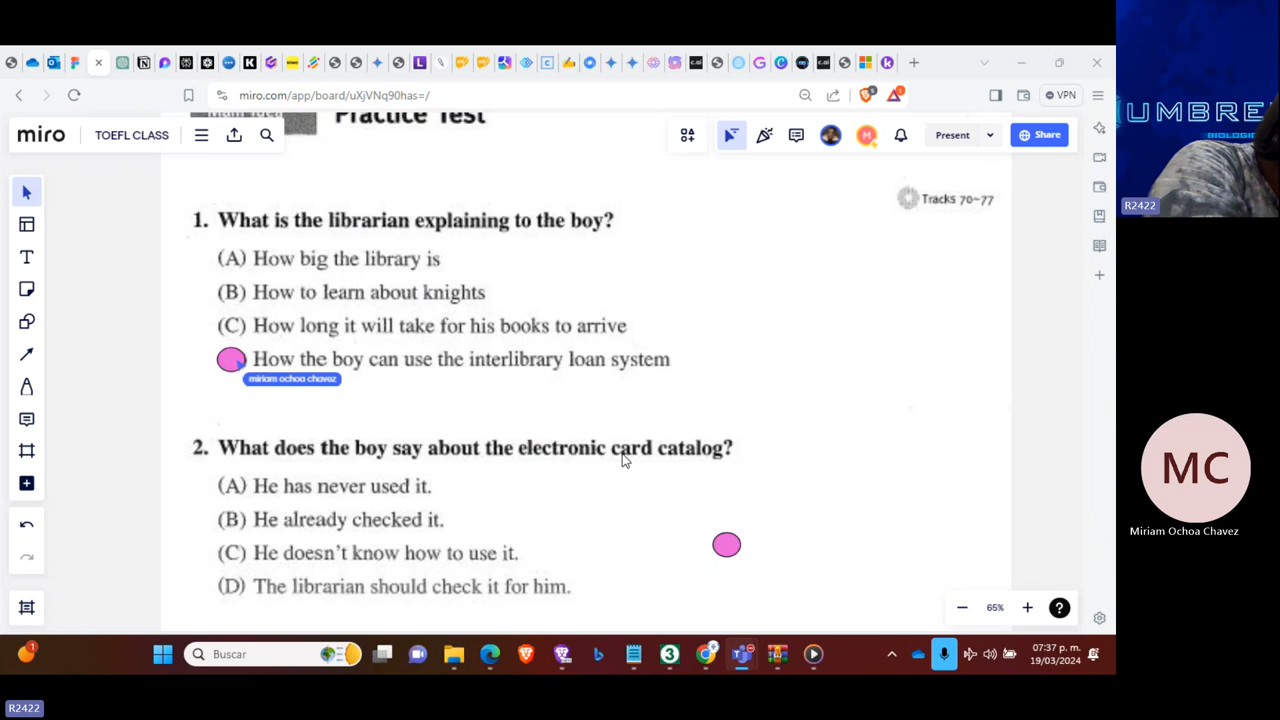 miro.com/app/board/uXjVNq90has=/
VPN
Practice Test
miro
TOEFL CLASS
Present
Share
Tracks 70~77
1. What is the librarian explaining to the boy?
(A) How big the library is
(B) How to learn about knights
(C) How long it will take for his books to arrive
How the boy can use the interlibrary loan system
miriam ochoa chavez
2. What does the boy say about the electronic card catalog?
(A) He has never used it.
(B) He already checked it.
(C) He doesn't know how to use it.
(D) The librarian should check it for him.
65%
Buscar
07:37 p. m.
19/03/2024
UMBRE
BIOLOGIC
R2422
MC
Miriam Ochoa Chavez
R2422